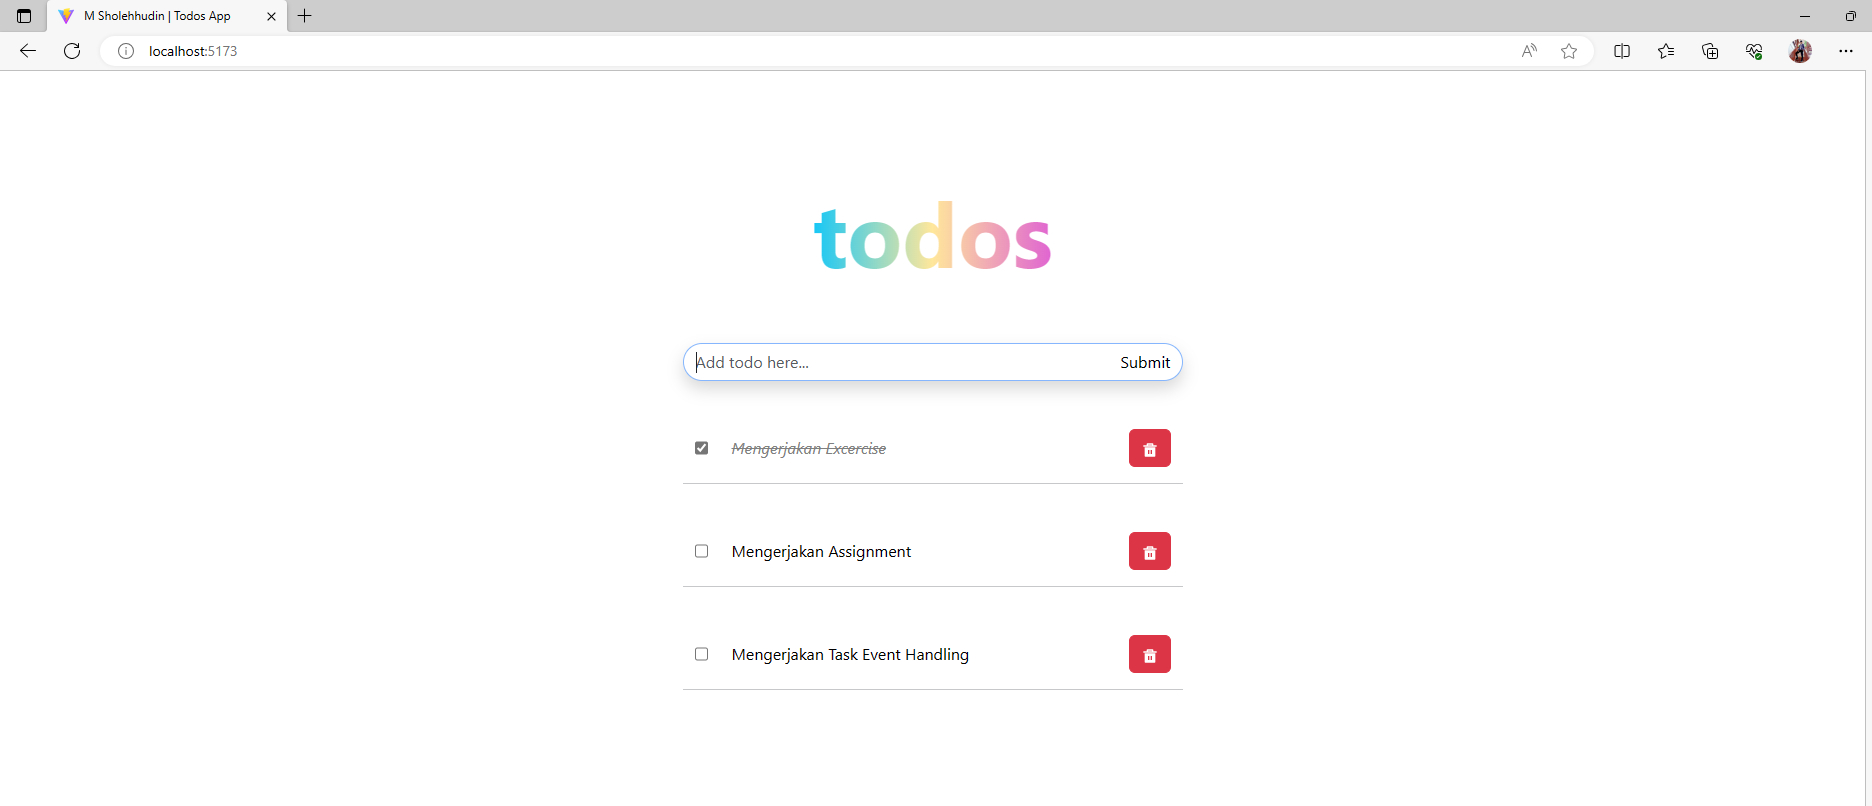 M Sholehhudin | Todos App
localhost:5173
todos
Add todo here...
Submit
Mengerjakan Excercise
Mengerjakan Assignment
Mengerjakan Task Event Handling